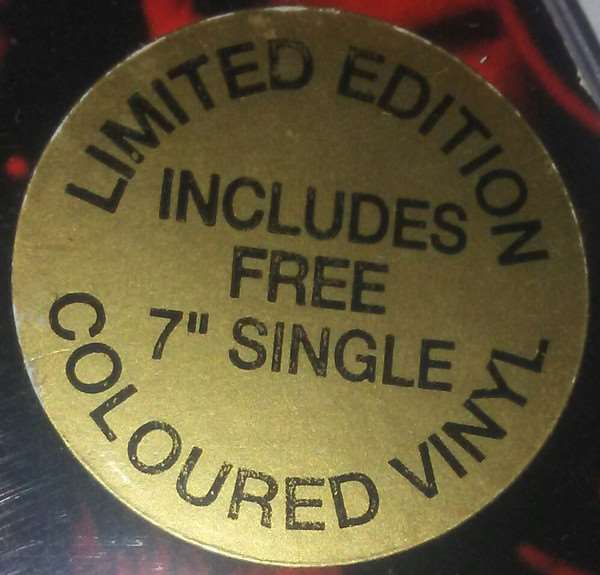 LIMITED EDITION
INCLUDES
FREE
7" SINGLE
COLOURED VINYL